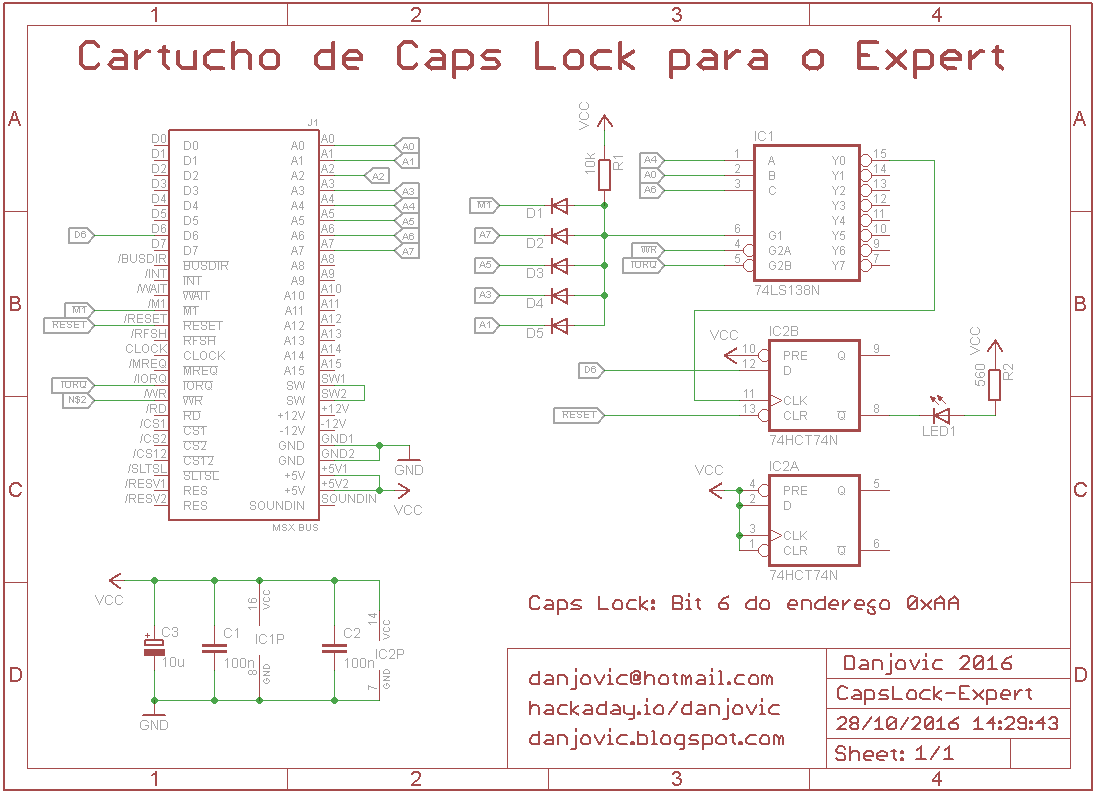 1 2 3 4
Cartucho de Caps Lock para o Expert
A A
B B
C C
D D
J1
D0 D0 A0 A0 A0
D1 D1 A1 A1 A1
D2 D2 A2 A2 A2
D3 D3 A3 A3 A3
D4 D4 A4 A4 A4
D5 D5 A5 A5 A5
D6 D6 D6 A6 A6 A6
D7 D7 A7 A7 A7
/BUSDIR BUSDIR A8 A8
/INT INT A9 A9
/WAIT WAIT A10 A10
M1 /M1 M1 A11 A11
RESET /RESET RESET A12 A12
/RFSH RFSH A13 A13
CLOCK CLOCK A14 A14
/MREQ MREQ A15 A15
IORQ /IORQ IORQ SW SW1
N$2 /WR WR SW SW2
/RD RD +12V +12V
/CS1 CS1 -12V -12V
/CS2 CS2 GND GND1
/CS12 CS12 GND GND2
/SLTSL SLTSL +5V +5V1
/RESV1 RES +5V +5V2
/RESV2 RES SOUNDIN SOUNDIN
MSX BUS
GND
VCC
VCC
10k R1
M1 D1
A7 D2
A5 D3
A3 D4
A1 D5
IC1
A4 1 A Y0 15
A0 2 B Y1 14
A6 3 C Y2 13
Y3 12
Y4 11
6 G1 Y5 10
WR 4 G2A Y6 9
IORQ 5 G2B Y7 7
74LS138N
IC2B
VCC 10 PRE Q 9
D6 12 D
11 CLK
RESET 13 CLR Q 8
74HCT74N
LED1
VCC
560 R2
IC2A
VCC 4 PRE Q 5
2 D
3 CLK
1 CLR Q 6
74HCT74N
VCC
+ C3
10u
C1
100n
16 VCC
IC1P
8 GND
C2
100n
14 VCC
IC2P
7 GND
GND
Caps Lock: Bit 6 do endereço 0xAA
danjovic@hotmail.com
hackaday.io/danjovic
danjovic.blogspot.com
Danjovic 2016
CapsLock-Expert
28/10/2016 14:29:43
Sheet: 1/1
1 2 3 4